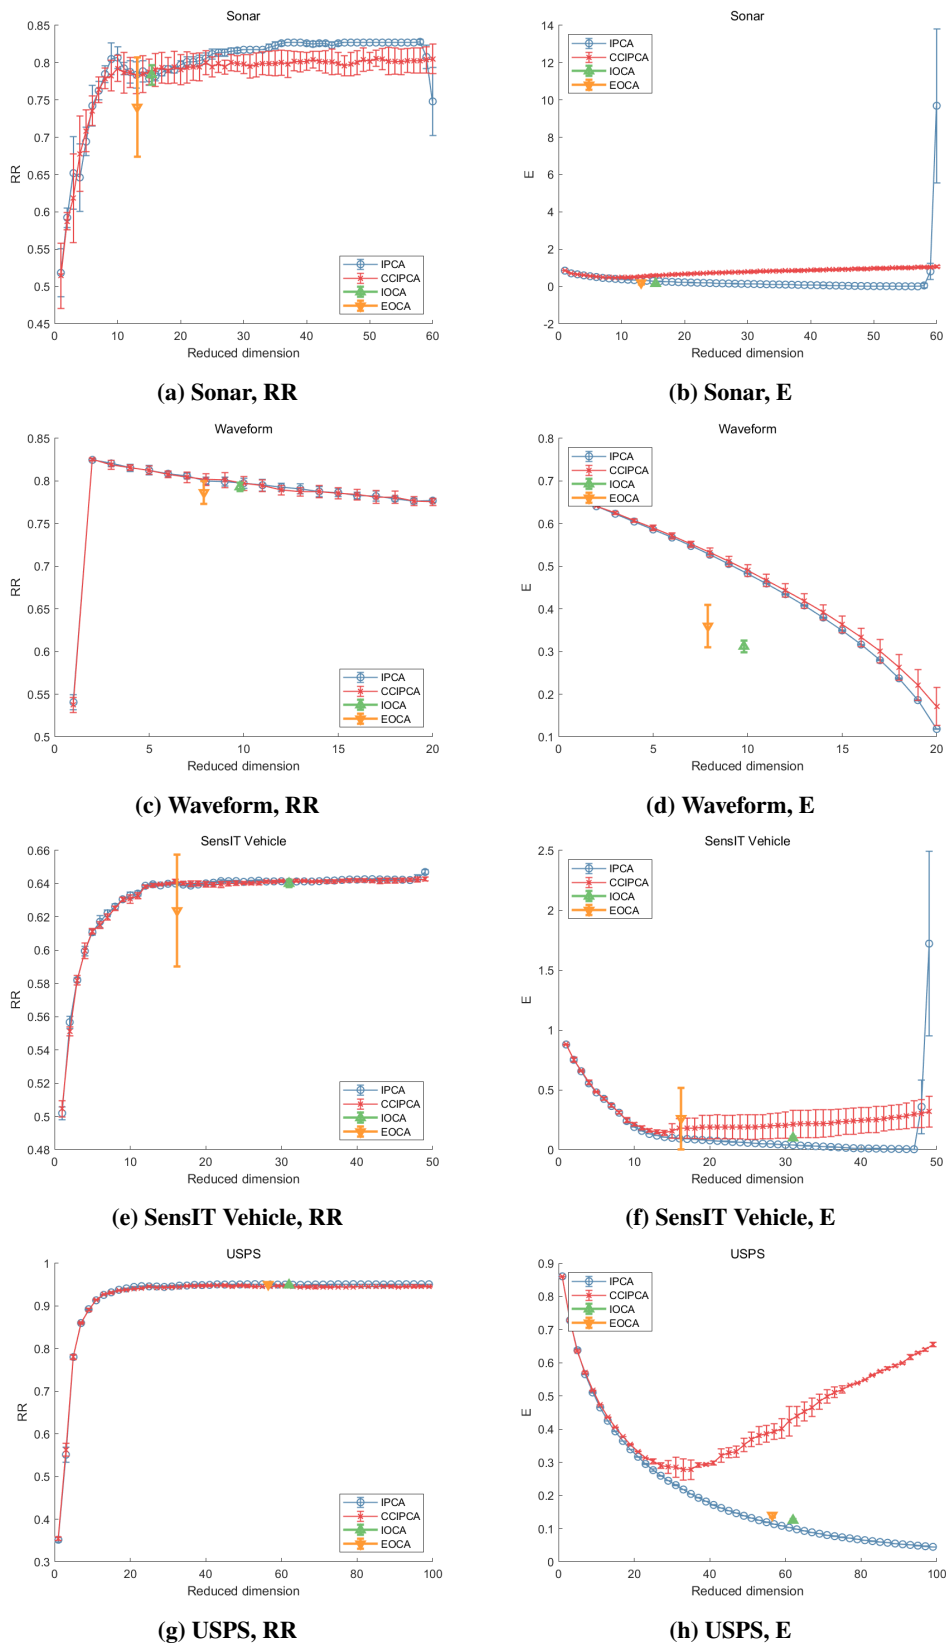 Sonar
0.85
0.8
0.75
0.7
0.65
0.6
0.55
0.5
0.45
RR
0 10 20 30 40 50 60
Reduced dimension
IPCA
CCIPCA
IOCA
EOCA
(a) Sonar, RR
Sonar
14
12
10
8
6
4
2
0
-2
E
0 10 20 30 40 50 60
Reduced dimension
IPCA
CCIPCA
IOCA
EOCA
(b) Sonar, E
Waveform
0.85
0.8
0.75
0.7
0.65
0.6
0.55
0.5
RR
0 5 10 15 20
Reduced dimension
IPCA
CCIPCA
IOCA
EOCA
(c) Waveform, RR
Waveform
0.8
0.7
0.6
0.5
0.4
0.3
0.2
0.1
E
0 5 10 15 20
Reduced dimension
IPCA
CCIPCA
IOCA
EOCA
(d) Waveform, E
SensIT Vehicle
0.66
0.64
0.62
0.6
0.58
0.56
0.54
0.52
0.5
0.48
RR
0 10 20 30 40 50
Reduced dimension
IPCA
CCIPCA
IOCA
EOCA
(e) SensIT Vehicle, RR
SensIT Vehicle
2.5
2
1.5
1
0.5
0
E
0 10 20 30 40 50
Reduced dimension
IPCA
CCIPCA
IOCA
EOCA
(f) SensIT Vehicle, E
USPS
1
0.9
0.8
0.7
0.6
0.5
0.4
0.3
RR
0 20 40 60 80 100
Reduced dimension
IPCA
CCIPCA
IOCA
EOCA
(g) USPS, RR
USPS
0.9
0.8
0.7
0.6
0.5
0.4
0.3
0.2
0.1
0
E
0 20 40 60 80 100
Reduced dimension
IPCA
CCIPCA
IOCA
EOCA
(h) USPS, E